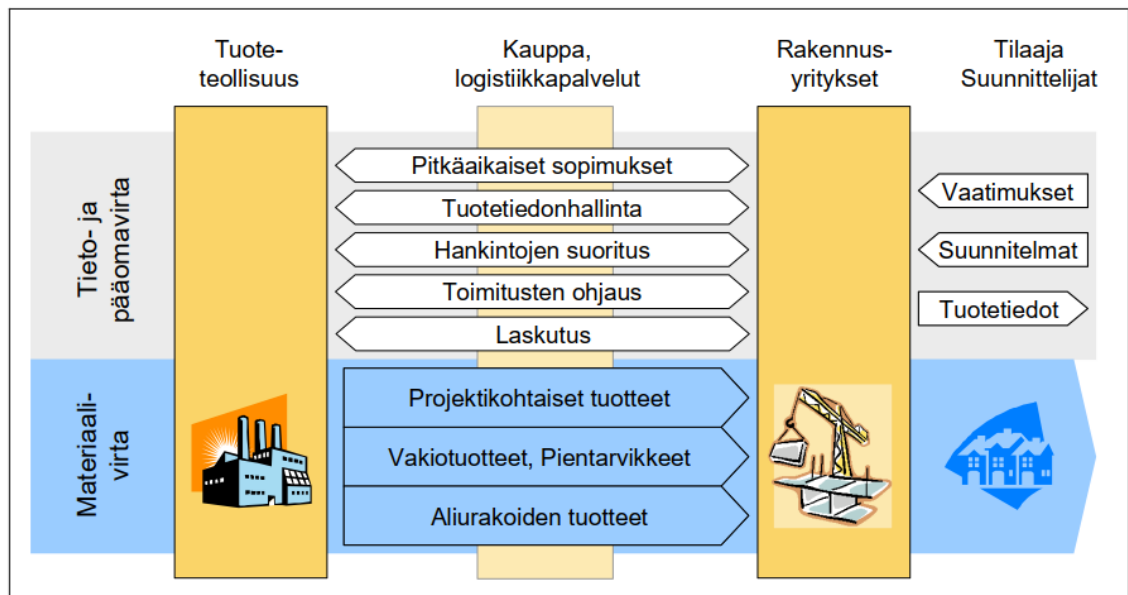 Tuote-
teollisuus
Kauppa,
logistiikkapalvelut
Rakennus-
yritykset
Tilaaja
Suunnittelijat
Tieto- ja
pääomavirta
Pitkäaikaiset sopimukset
Tuotetiedonhallinta
Hankintojen suoritus
Toimitusten ohjaus
Laskutus
Vaatimukset
Suunnitelmat
Tuotetiedot
Materiaali-
virta
Projektikohtaiset tuotteet
Vakiotuotteet, Pientarvikkeet
Aliurakoiden tuotteet